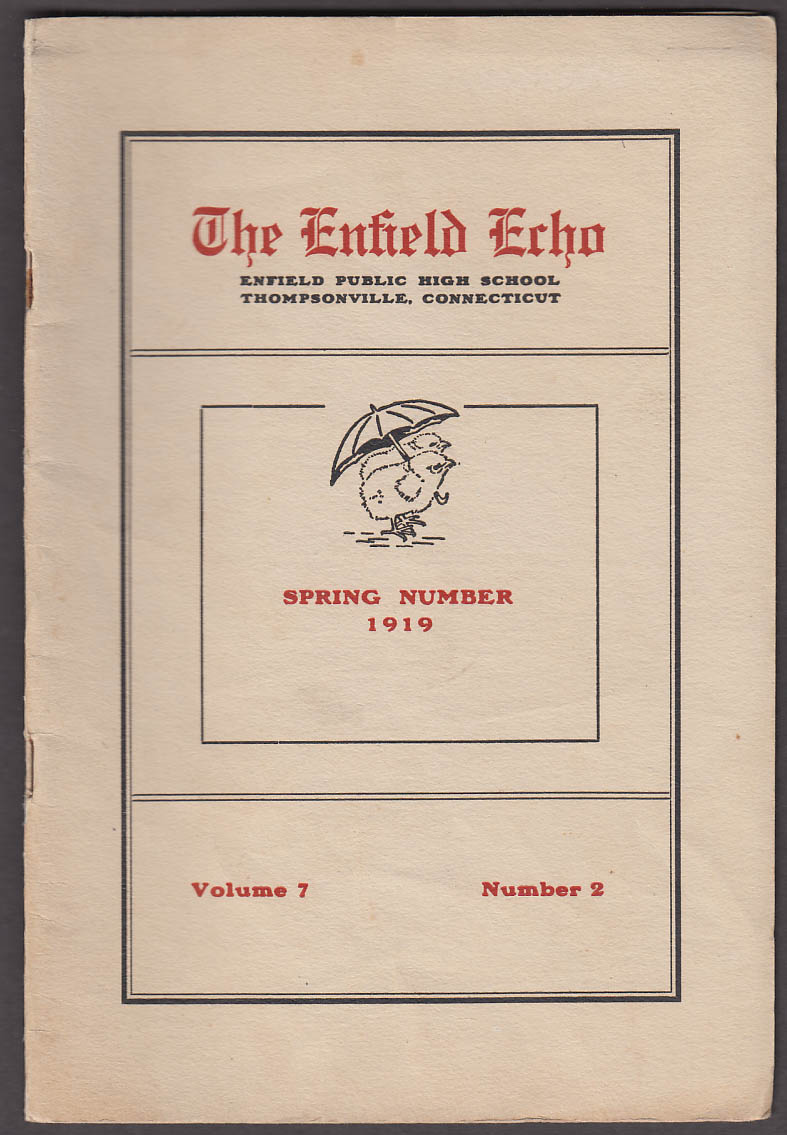 The Enfield Echo
ENFIELD PUBLIC HIGH SCHOOL
THOMPSONVILLE, CONNECTICUT
SPRING NUMBER
1919
Volume 7 Number 2